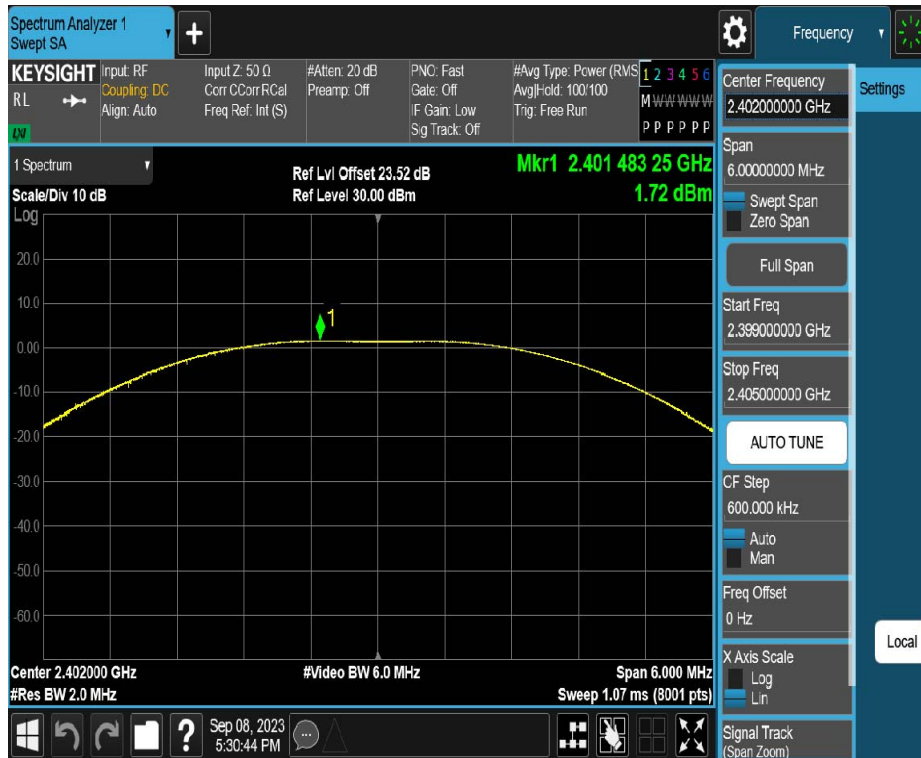 Spectrum Analyzer 1
Swept SA
+
Frequency
KEYSIGHT
RL
LXI
Input: RF
Coupling: DC
Align: Auto
Input Z: 50 Ω
Corr CCorr RCal
Freq Ref: Int (S)
#Atten: 20 dB
Preamp: Off
PNO: Fast
Gate: Off
IF Gain: Low
Sig Track: Off
#Avg Type: Power (RMS
Avg|Hold: 100/100
Trig: Free Run
1 2 3 4 5 6
M W W W W W
P P P P P P
Center Frequency
2.402000000 GHz
Settings
1 Spectrum
Scale/Div 10 dB
Ref Lvl Offset 23.52 dB
Ref Level 30.00 dBm
Mkr1 2.401 483 25 GHz
1.72 dBm
Log
20.0
10.0
0.00
-10.0
-20.0
-30.0
-40.0
-50.0
-60.0
1
Center 2.402000 GHz
#Res BW 2.0 MHz
#Video BW 6.0 MHz
Span 6.000 MHz
Sweep 1.07 ms (8001 pts)
Span
6.00000000 MHz
Swept Span
Zero Span
Full Span
Start Freq
2.399000000 GHz
Stop Freq
2.405000000 GHz
AUTO TUNE
CF Step
600.000 kHz
Auto
Man
Freq Offset
0 Hz
X Axis Scale
Log
Lin
Signal Track
(Span Zoom)
Local
?
Sep 08, 2023
5:30:44 PM